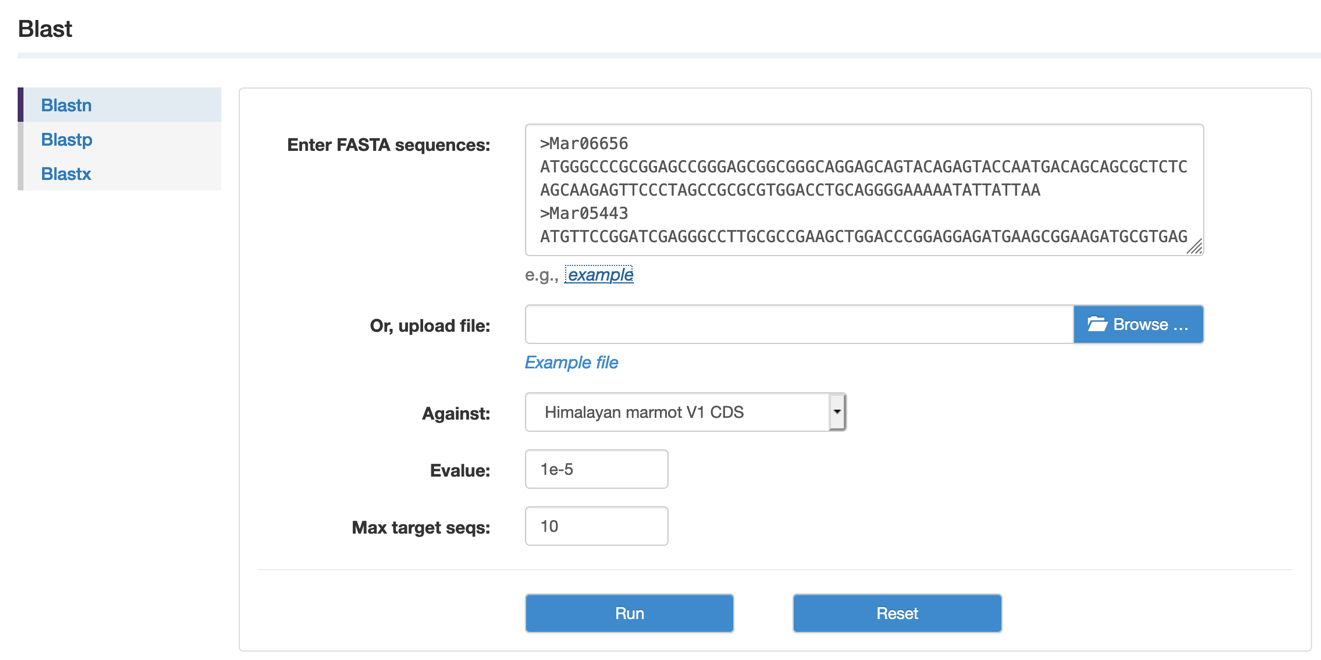 Blast
Blastn
Blastp
Blastx
Enter FASTA sequences:
>Mar06656
ATGGGCCCGCGGAGCCGGGAGCGGCGGGCAGGAGCAGTACAGAGTACCAATGACAGCAGCGCTCTC
AGCAAGAGTTCCCTAGCCGCGCGTGGACCTGCAGGGGAAAAATATTATTAA
>Mar05443
ATGTTCCGGATCGAGGGCCTTGCGCCGAAGCTGGACCCGGAGGAGATGAAGCGGAAGATGCGTGAG
e.g., example
Or, upload file:
Browse ...
Example file
Against:
Himalayan marmot V1 CDS
Evalue:
1e-5
Max target seqs:
10
Run Reset